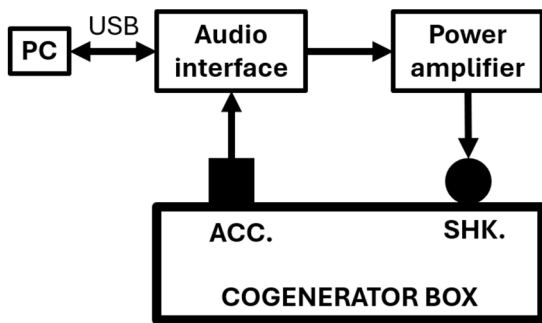 USB
PC
Audio
interface
Power
amplifier
ACC.
SHK.
COGENERATOR BOX